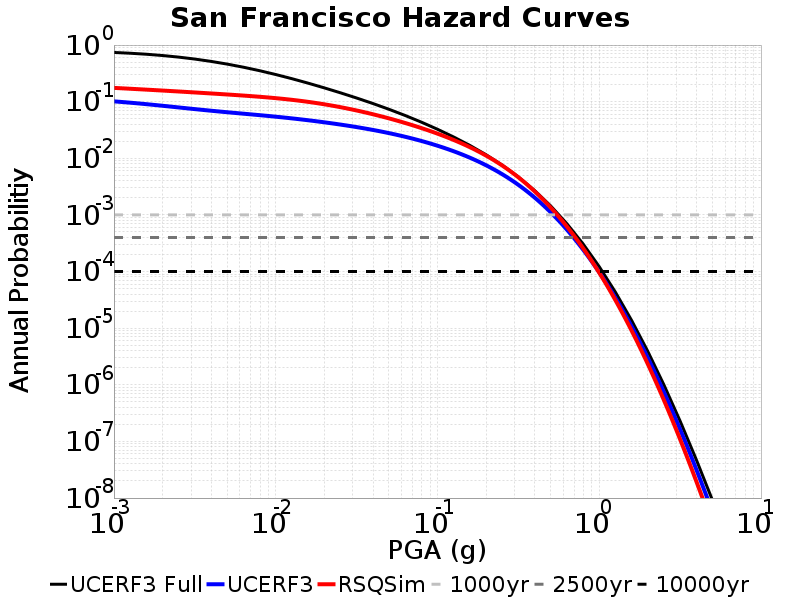 San Francisco Hazard Curves
Annual Probabilitiy
10^0
10^-1
10^-2
10^-3
10^-4
10^-5
10^-6
10^-7
10^-8
10^-3 10^-2 10^-1 10^0 10^1
PGA (g)
UCERF3 Full UCERF3 RSQSim 1000yr 2500yr 10000yr